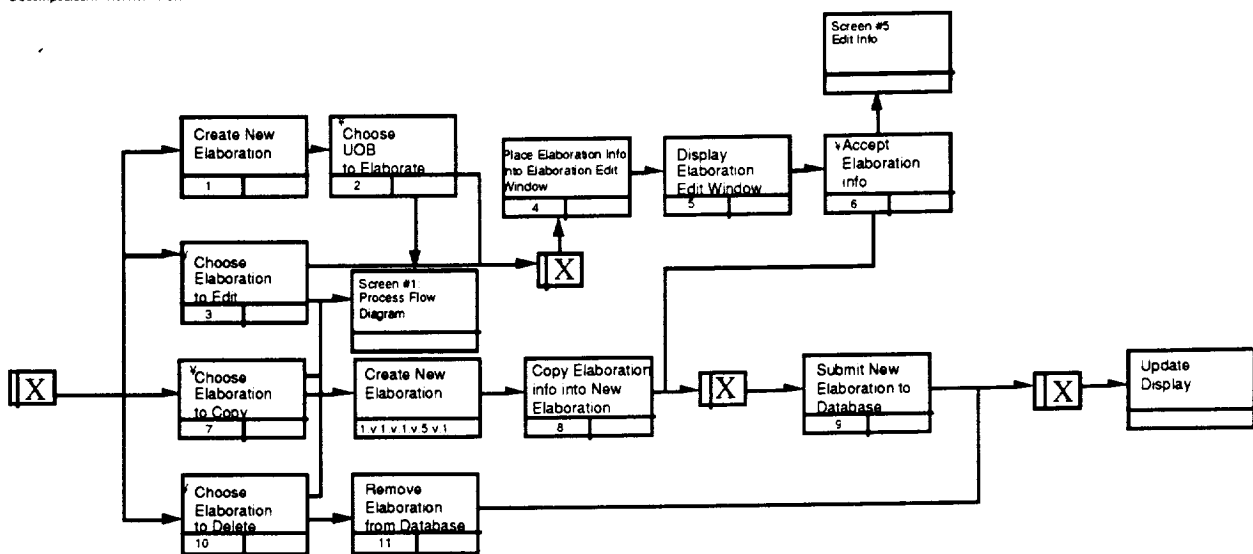 Screen #5
Edit Info
Create New
Elaboration
1
¥
Choose
UOB
to Elaborate
2
Place Elaboration Info
into Elaboration Edit
Window
4
Display
Elaboration
Edit Window
5
¥Accept
Elaboration
info
6
Choose
Elaboration
to Edit
3
X
Screen #1
Process Flow
Diagram
X
¥Choose
Elaboration
to Copy
7
Create New
Elaboration
1.v.1.v.1.v.5.v.1
Copy Elaboration
info into New
Elaboration
8
X
Submit New
Elaboration to
Database
9
X
Update
Display
¥
Choose
Elaboration
to Delete
10
Remove
Elaboration
from Database
11